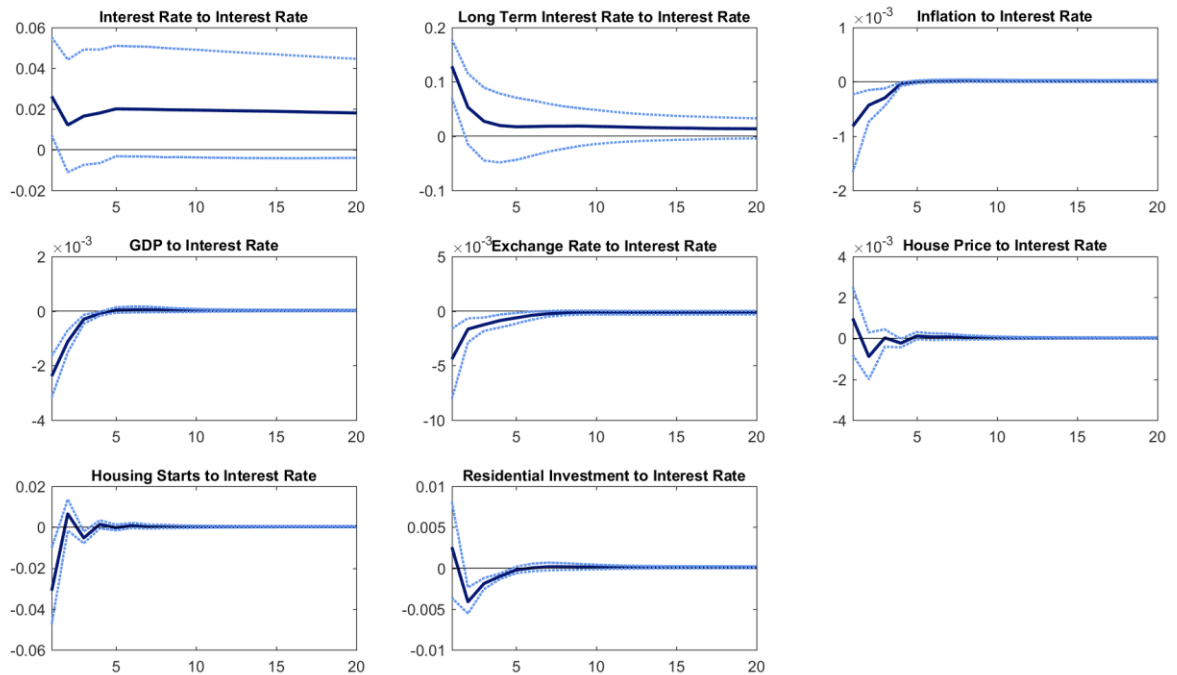 Interest Rate to Interest Rate
0.06
0.04
0.02
0
-0.02
5 10 15 20
Long Term Interest Rate to Interest Rate
0.2
0.1
0
-0.1
5 10 15 20
×10⁻³ Inflation to Interest Rate
1
0
-1
-2
5 10 15 20
×10⁻³ GDP to Interest Rate
2
0
-2
-4
5 10 15 20
×10⁻³ Exchange Rate to Interest Rate
5
0
-5
-10
5 10 15 20
×10⁻³ House Price to Interest Rate
4
2
0
-2
-4
5 10 15 20
Housing Starts to Interest Rate
0.02
0
-0.02
-0.04
-0.06
5 10 15 20
Residential Investment to Interest Rate
0.01
0.005
0
-0.005
-0.01
5 10 15 20